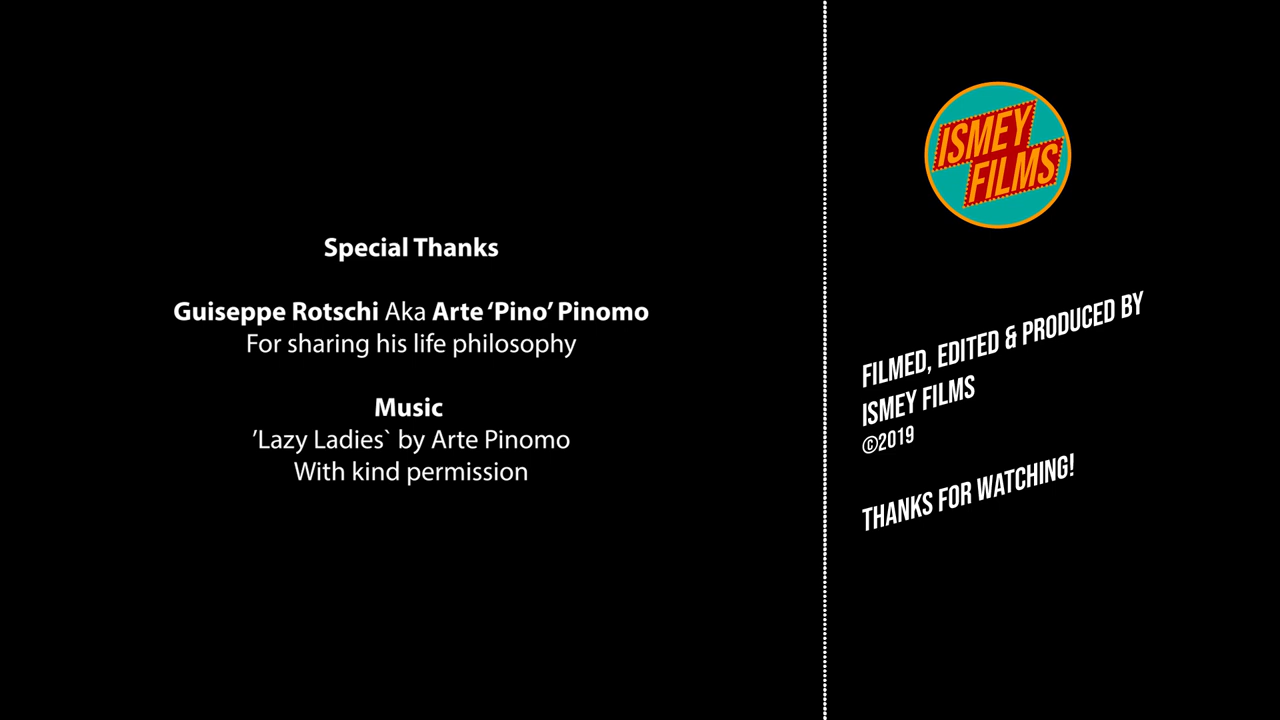 Special Thanks
Guiseppe Rotschi Aka Arte ‘Pino’ Pinomo
For sharing his life philosophy
Music
’Lazy Ladies` by Arte Pinomo
With kind permission
ISMEY
FILMS
FILMED, EDITED & PRODUCED BY
ISMEY FILMS
©2019
THANKS FOR WATCHING!